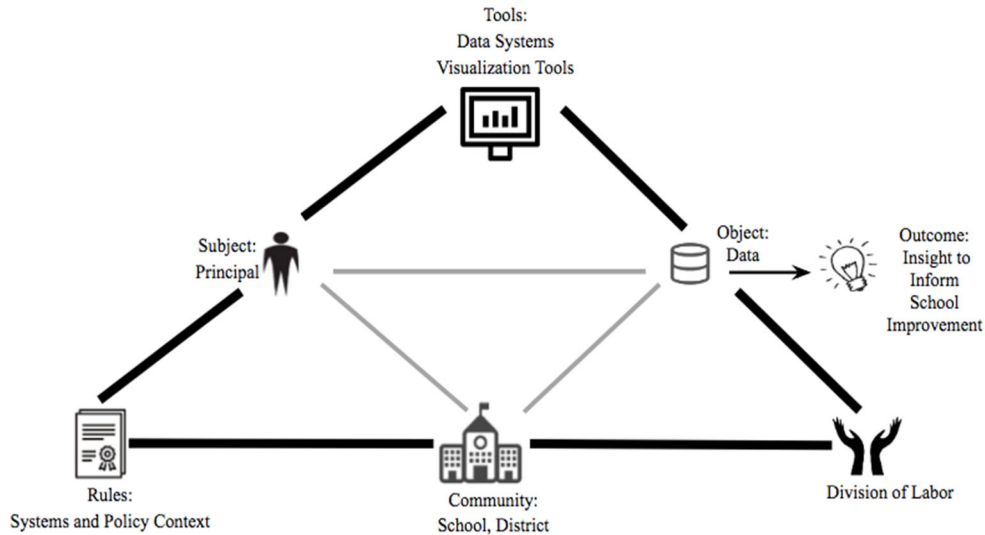 Tools:
Data Systems
Visualization Tools
Subject:
Principal
Object:
Data
Outcome:
Insight to
Inform
School
Improvement
Rules:
Systems and Policy Context
Community:
School, District
Division of Labor